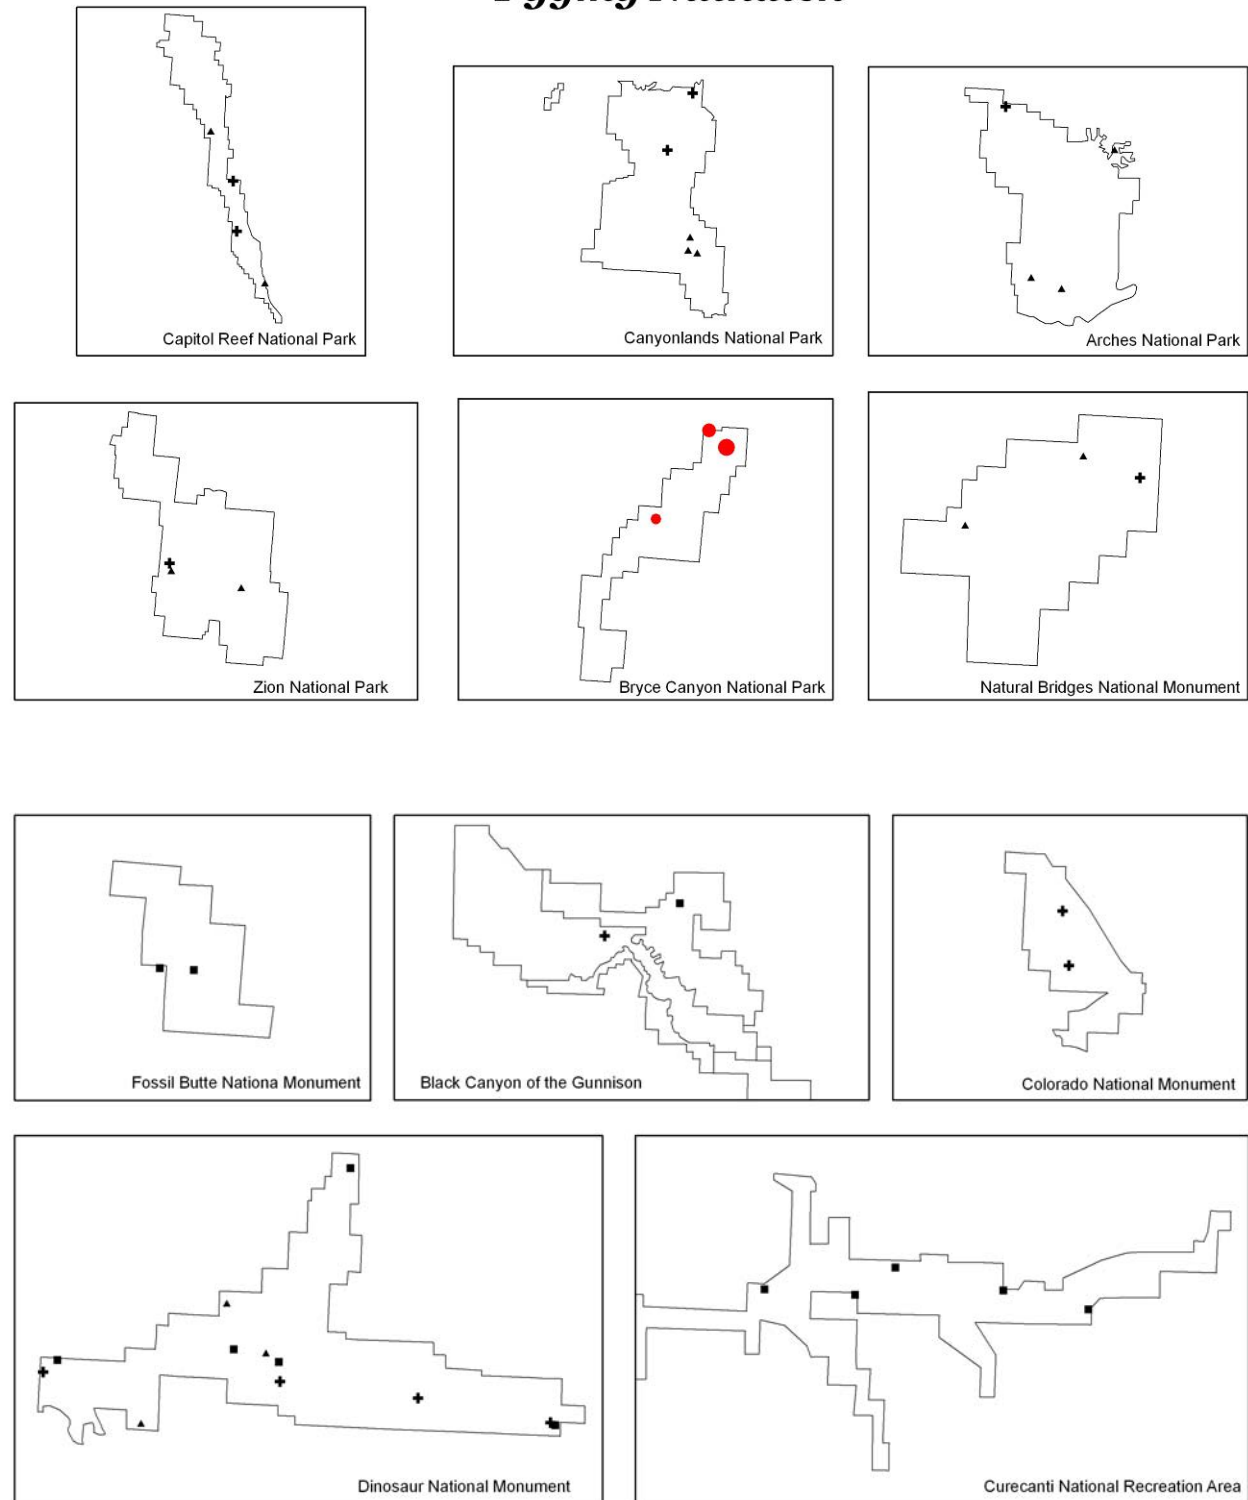 Capitol Reef National Park
Canyonlands National Park
Arches National Park
Zion National Park
Bryce Canyon National Park
Natural Bridges National Monument
Fossil Butte Nationa Monument
Black Canyon of the Gunnison
Colorado National Monument
Dinosaur National Monument
Curecanti National Recreation Area